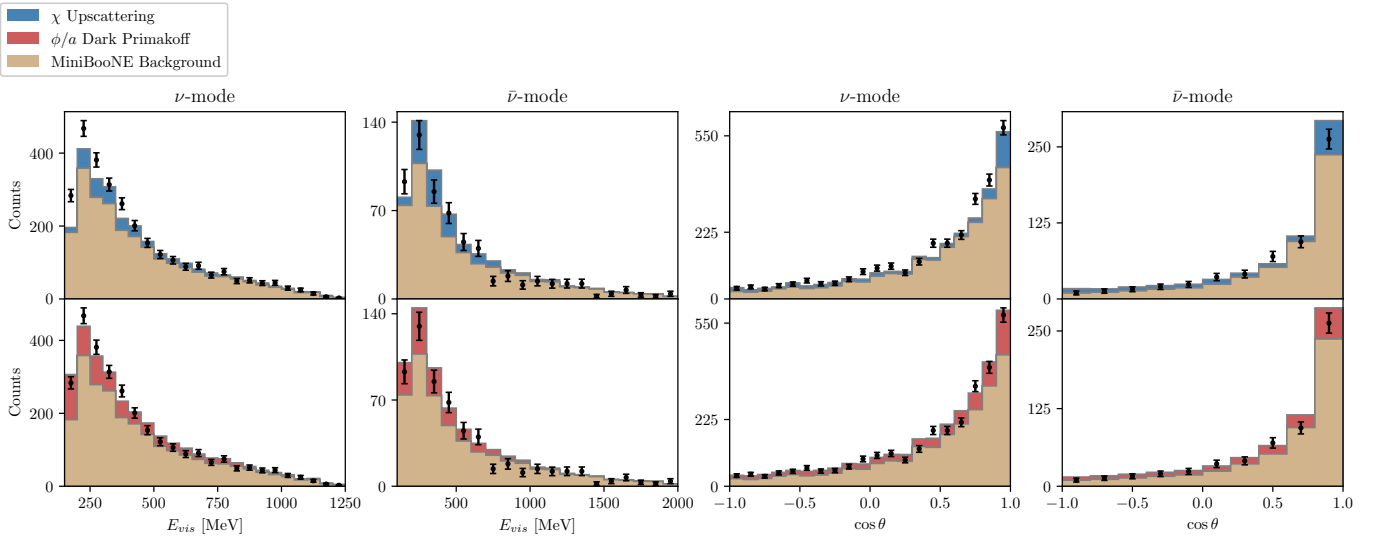 χ Upscattering
ϕ/a Dark Primakoff
MiniBooNE Background
ν-mode
ν̄-mode
ν-mode
ν̄-mode
Counts
400
200
0
140
70
0
550
225
0
250
125
0
Counts
400
200
0
140
70
0
550
225
0
250
125
0
250 500 750 1000 1250
500 1000 1500 2000
−1.0 −0.5 0.0 0.5 1.0
−1.0 −0.5 0.0 0.5 1.0
E_vis [MeV]
E_vis [MeV]
cos θ
cos θ